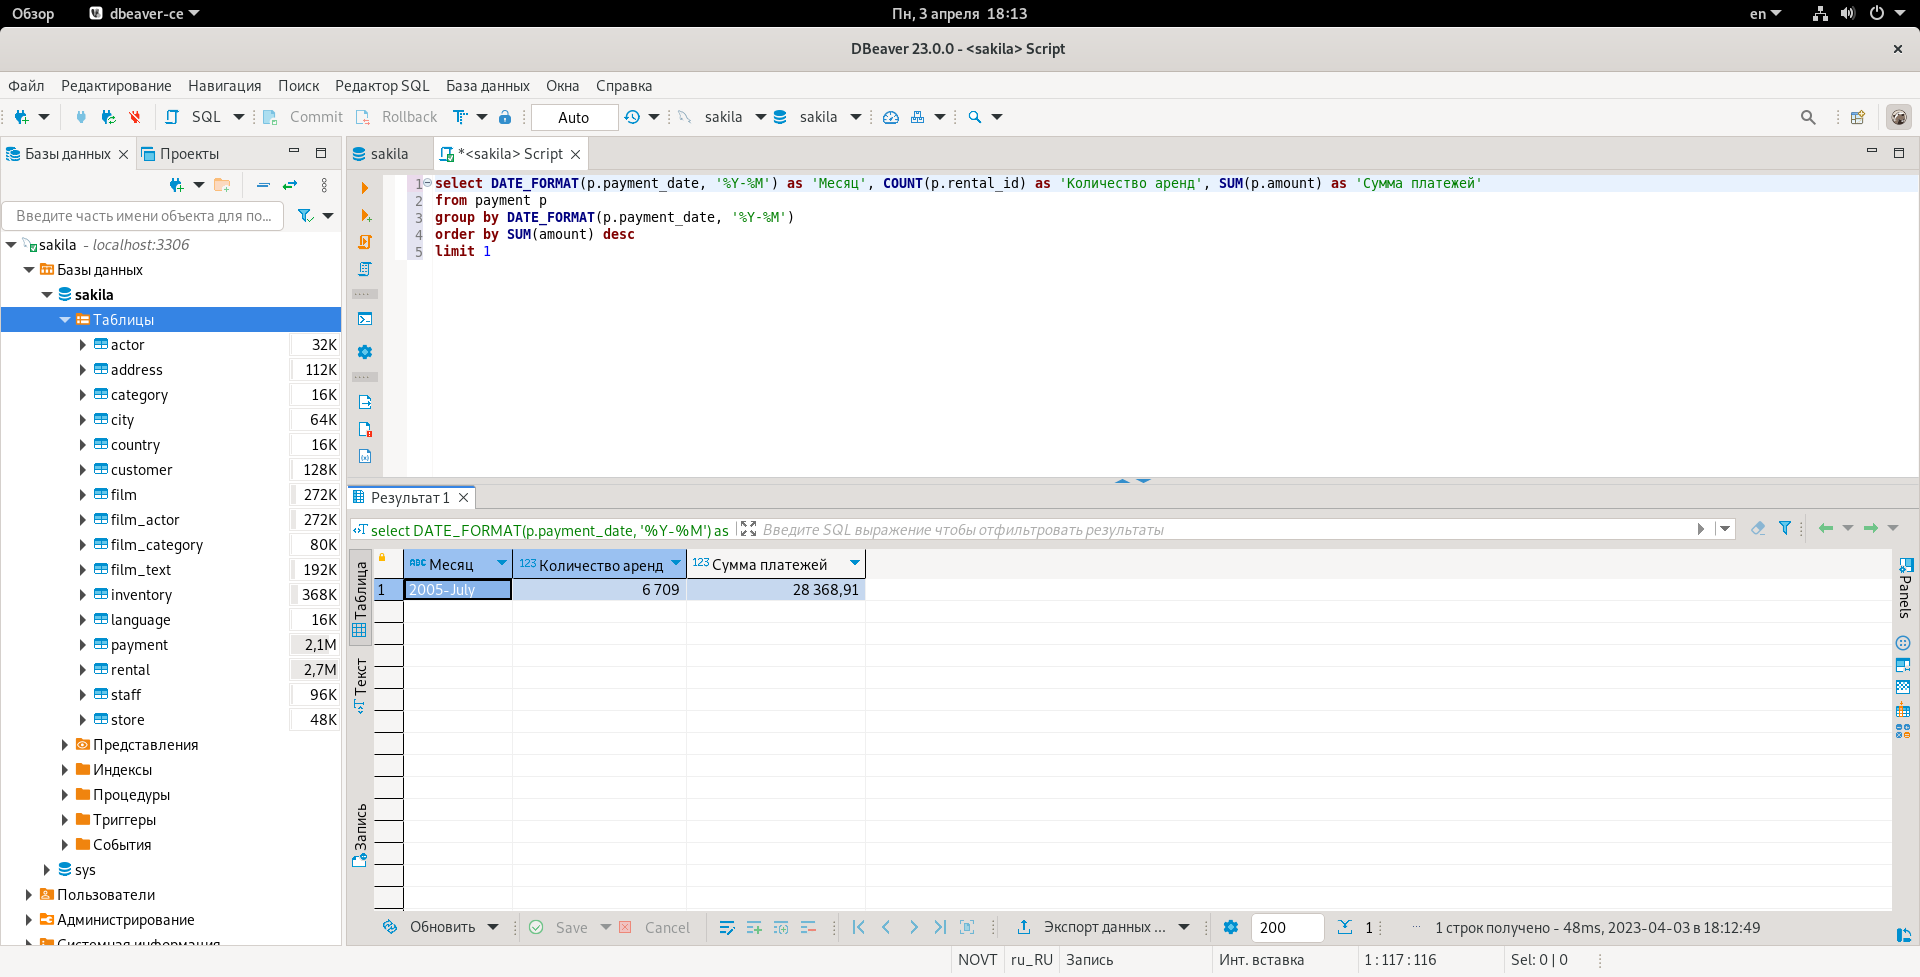 Обзор
dbeaver-ce
Пн, 3 апреля 18:13
en
DBeaver 23.0.0 - <sakila> Script
Файл Редактирование Навигация Поиск Редактор SQL База данных Окна Справка
SQL Commit Rollback Auto sakila sakila
Базы данных
Проекты
Введите часть имени объекта для по...
sakila - localhost:3306
Базы данных
sakila
Таблицы
actor 32K
address 112K
category 16K
city 64K
country 16K
customer 128K
film 272K
film_actor 272K
film_category 80K
film_text 192K
inventory 368K
language 16K
payment 2,1M
rental 2,7M
staff 96K
store 48K
Представления
Индексы
Процедуры
Триггеры
События
sys
Пользователи
Администрирование
Системная информация
sakila
*<sakila> Script
1 select DATE_FORMAT(p.payment_date, '%Y-%M') as 'Месяц', COUNT(p.rental_id) as 'Количество аренд', SUM(p.amount) as 'Сумма платежей'
2 from payment p
3 group by DATE_FORMAT(p.payment_date, '%Y-%M')
4 order by SUM(amount) desc
5 limit 1
Результат 1
select DATE_FORMAT(p.payment_date, '%Y-%M') as
Введите SQL выражение чтобы отфильтровать результаты
Таблица
Текст
Запись
ABC Месяц 123 Количество аренд 123 Сумма платежей
1 2005-July 6 709 28 368,91
Panels
Обновить Save Cancel Экспорт данных ... 200 1 1 строк получено - 48ms, 2023-04-03 в 18:12:49
NOVT ru_RU Запись Инт. вставка 1 : 117 : 116 Sel: 0 | 0